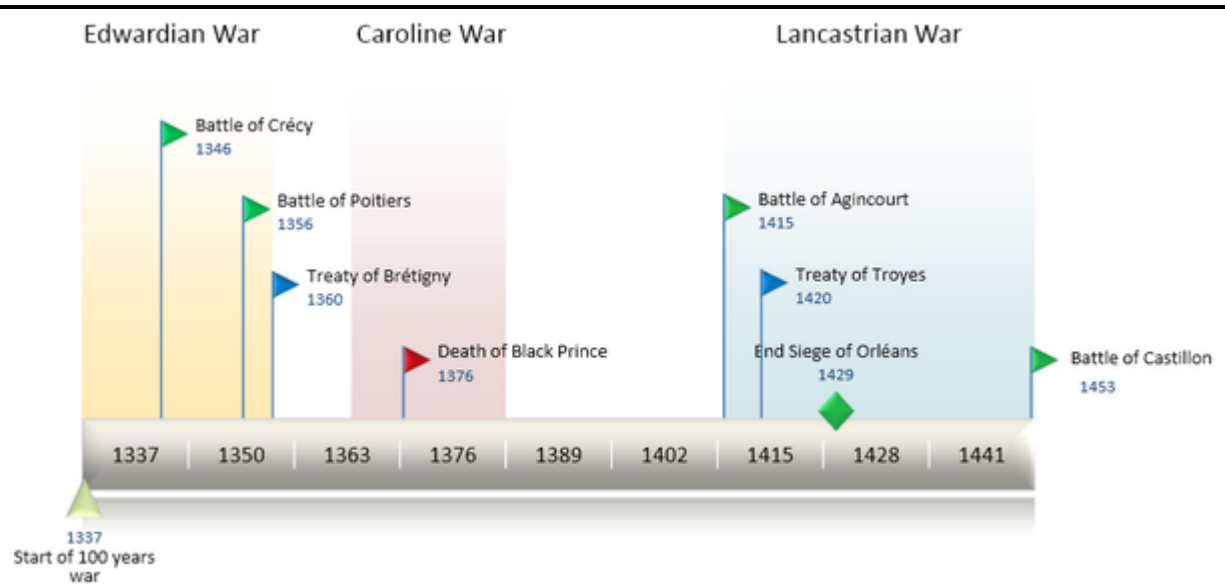 Edwardian War
Caroline War
Lancastrian War
Battle of Crécy
1346
Battle of Poitiers
1356
Treaty of Brétigny
1360
Death of Black Prince
1376
Battle of Agincourt
1415
Treaty of Troyes
1420
End Siege of Orléans
1429
Battle of Castillon
1453
1337 1350 1363 1376 1389 1402 1415 1428 1441
1337
Start of 100 years
war